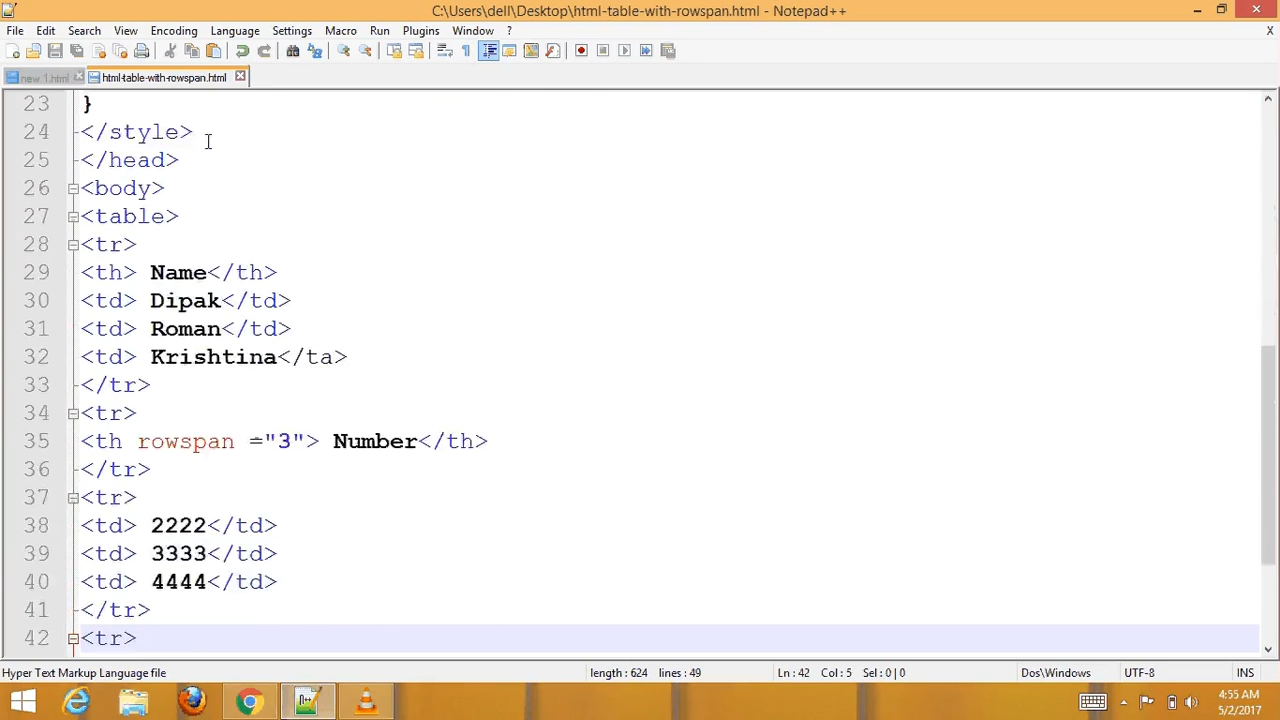 C:\Users\dell\Desktop\html-table-with-rowspan.html - Notepad++
File Edit Search View Encoding Language Settings Macro Run Plugins Window ? X
new 1.html html-table-with-rowspan.html
23 }
24 </style>
25 </head>
26 <body>
27 <table>
28 <tr>
29 <th> Name</th>
30 <td> Dipak</td>
31 <td> Roman</td>
32 <td> Krishtina</ta>
33 </tr>
34 <tr>
35 <th rowspan ="3"> Number</th>
36 </tr>
37 <tr>
38 <td> 2222</td>
39 <td> 3333</td>
40 <td> 4444</td>
41 </tr>
42 <tr>
Hyper Text Markup Language file length : 624 lines : 49 Ln : 42 Col : 5 Sel : 0 | 0 Dos\Windows UTF-8 INS
4:55 AM
5/2/2017